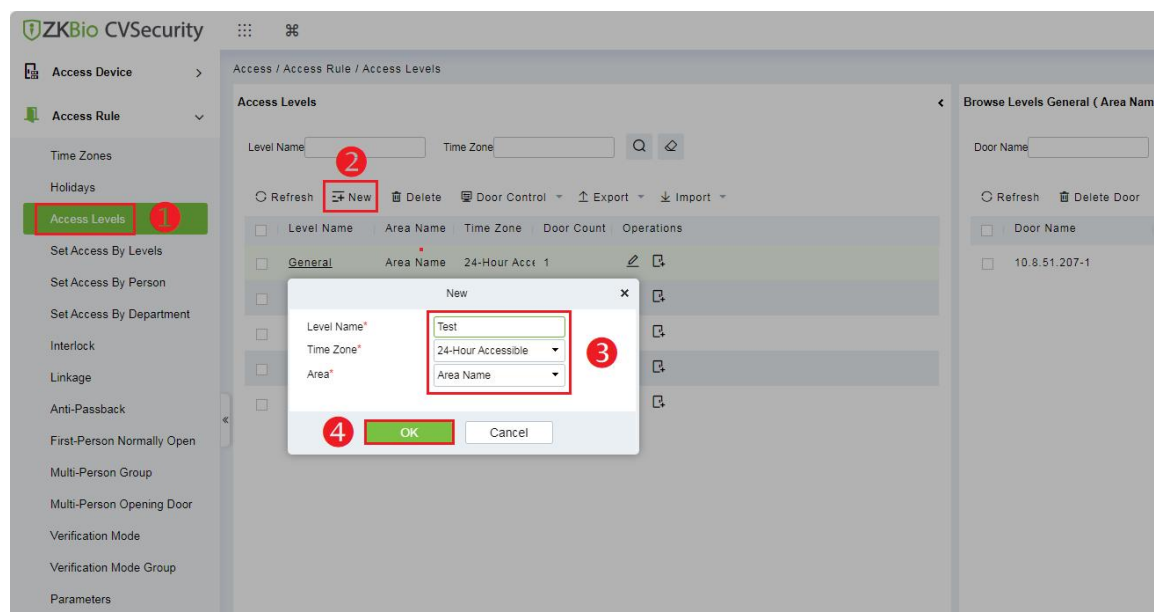 ZKBio CVSecurity
Access Device
Access Rule
Time Zones
Holidays
Access Levels
1
Set Access By Levels
Set Access By Person
Set Access By Department
Interlock
Linkage
Anti-Passback
First-Person Normally Open
Multi-Person Group
Multi-Person Opening Door
Verification Mode
Verification Mode Group
Parameters
Access / Access Rule / Access Levels
Access Levels
Level Name
Time Zone
2
Refresh New Delete Door Control Export Import
Level Name Area Name Time Zone Door Count Operations
General Area Name 24-Hour Acce 1
New
Level Name* Test
Time Zone* 24-Hour Accessible
Area* Area Name
3
4
OK Cancel
Browse Levels General ( Area Nam
Door Name
Refresh Delete Door
Door Name
10.8.51.207-1